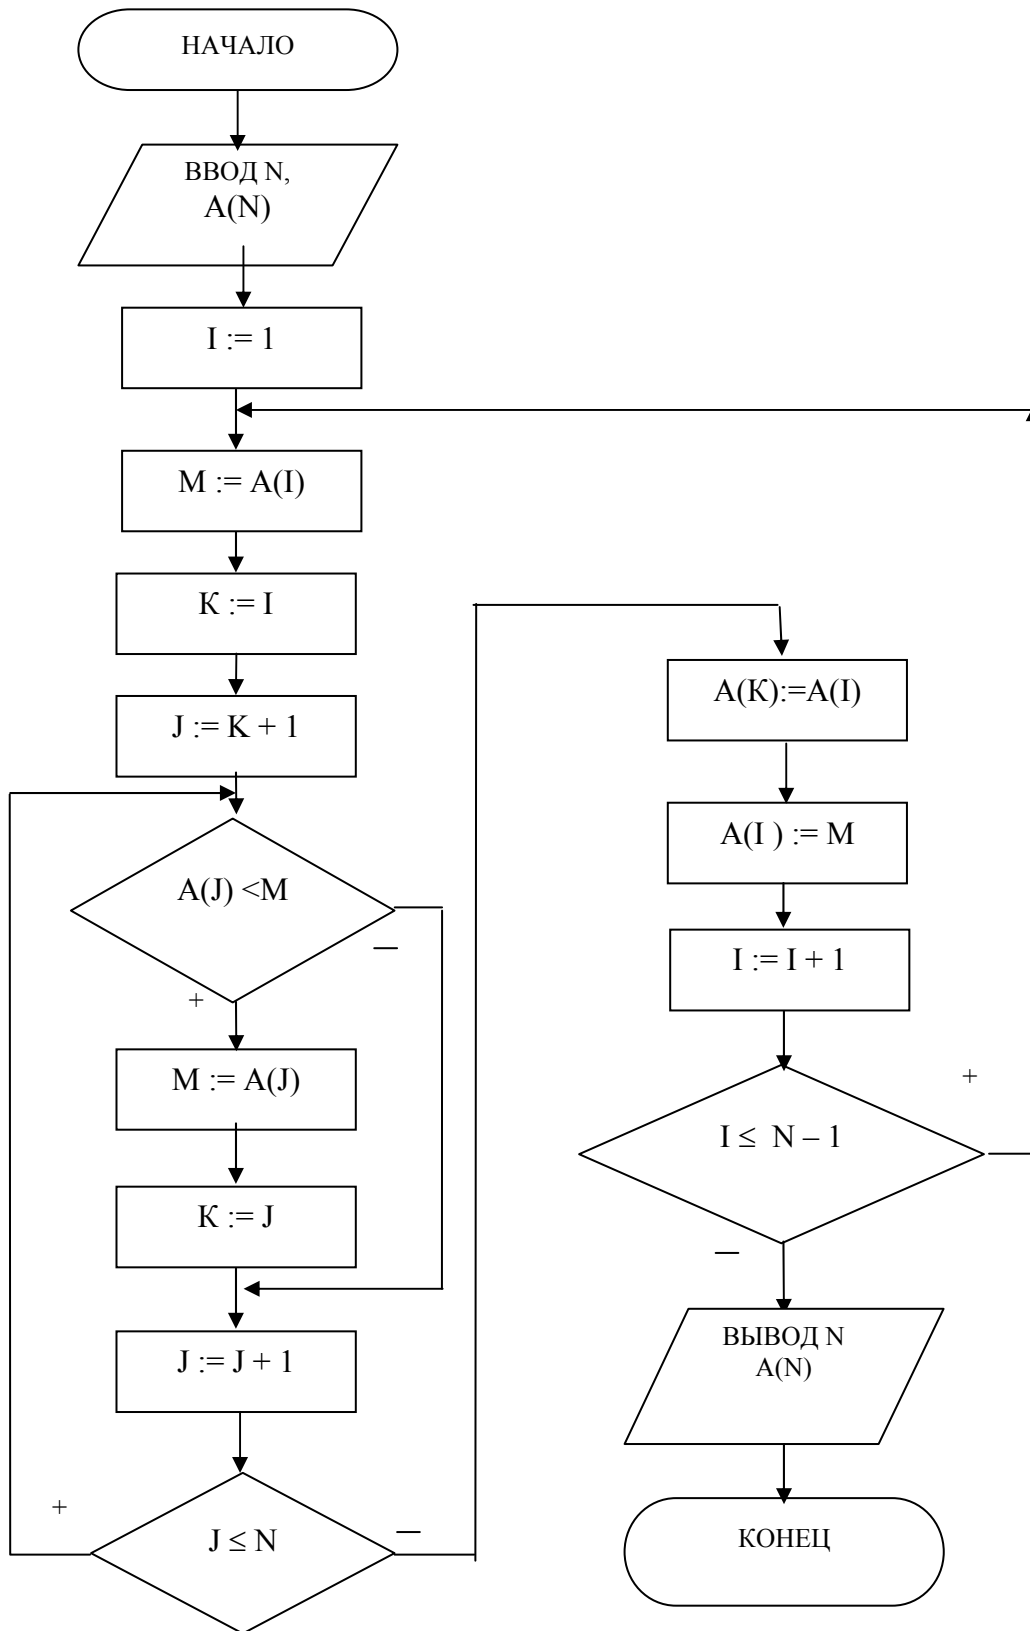 НАЧАЛО
ВВОД N,
A(N)
I := 1
M := A(I)
К := I
J := K + 1
A(J) <M
—
+
M := A(J)
К := J
J := J + 1
+
J ≤ N
—
A(К):=A(I)
A(I ) := M
I := I + 1
+
I ≤ N – 1
—
ВЫВОД N
A(N)
КОНЕЦ